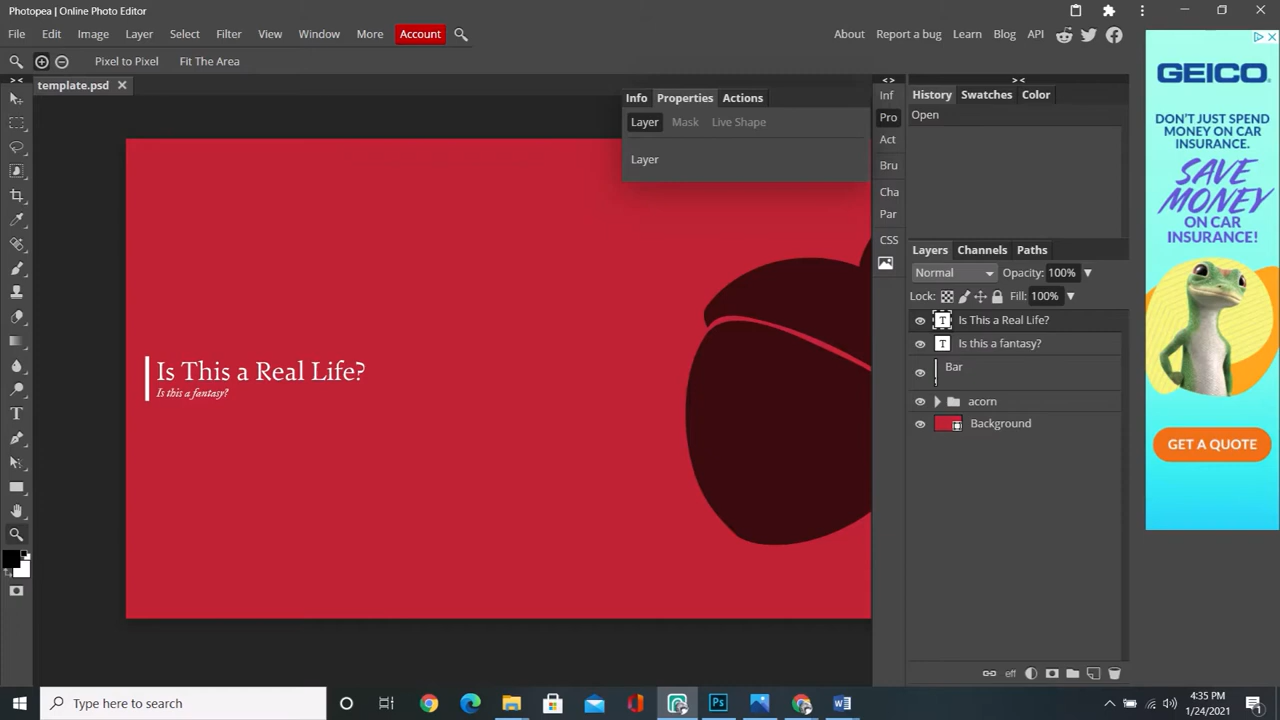 Photopea | Online Photo Editor
File Edit Image Layer Select Filter View Window More Account
About Report a bug Learn Blog API
Pixel to Pixel Fit The Area
template.psd
Info Properties Actions
Layer Mask Live Shape
Layer
Inf
Pro
Act
Bru
Cha
Par
CSS
History Swatches Color
Open
Layers Channels Paths
Normal Opacity: 100%
Lock: Fill: 100%
T Is This a Real Life?
T Is this a fantasy?
Bar
acorn
Background
eff
Is This a Real Life?
Is this a fantasy?
GEICO
DON'T JUST SPEND
MONEY ON CAR
INSURANCE.
SAVE
MONEY
ON CAR
INSURANCE!
GET A QUOTE
Type here to search
4:35 PM
1/24/2021